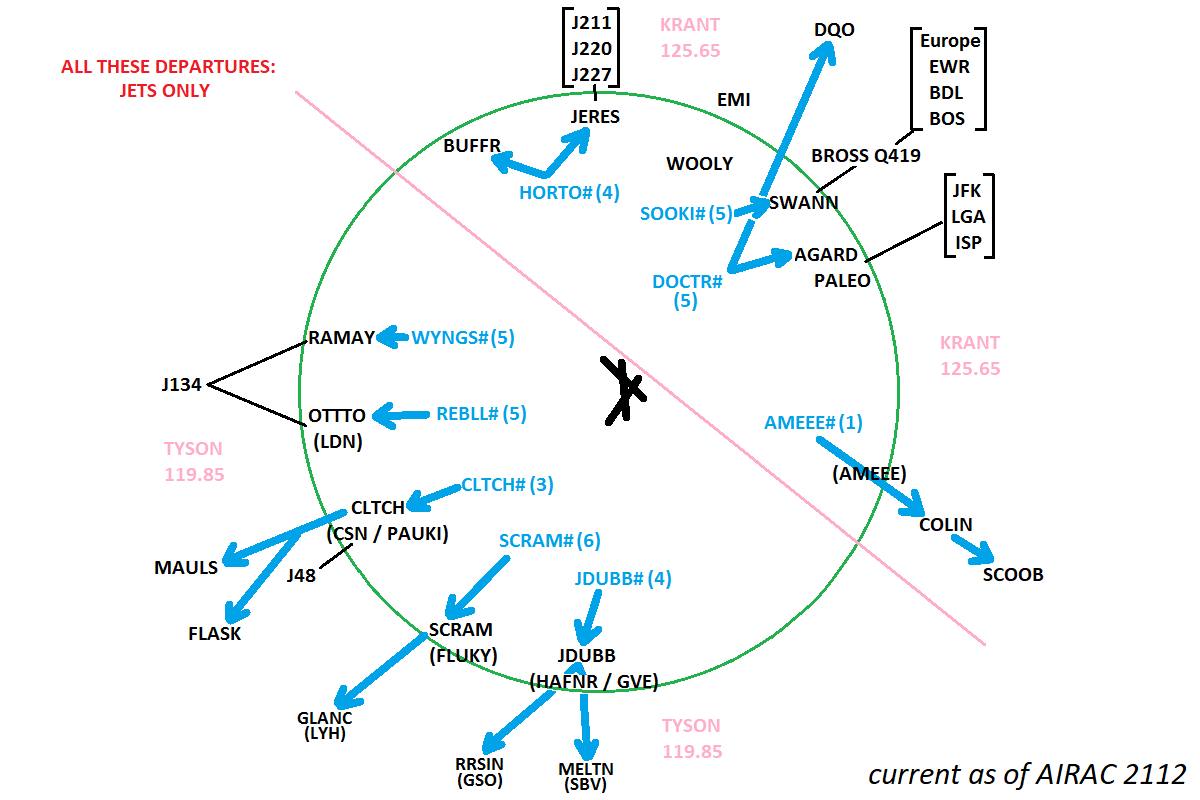 J211
J220
J227
KRANT
125.65
DQO
Europe
EWR
BDL
BOS
ALL THESE DEPARTURES:
JETS ONLY
EMI
JERES
BUFFR
WOOLY
BROSS Q419
HORTO# (4)
SOOKI# (5)
SWANN
JFK
LGA
ISP
AGARD
PALEO
DOCTR#
(5)
RAMAY
WYNGS# (5)
KRANT
125.65
J134
OTTTO
(LDN)
REBLL# (5)
AMEEE# (1)
TYSON
119.85
(AMEEE)
CLTCH# (3)
CLTCH
(CSN / PAUKI)
COLIN
SCRAM# (6)
MAULS
J48
JDUBB# (4)
SCOOB
FLASK
SCRAM
(FLUKY)
JDUBB
(HAFNR / GVE)
GLANC
(LYH)
TYSON
119.85
RRSIN
(GSO)
MELTN
(SBV)
current as of AIRAC 2112